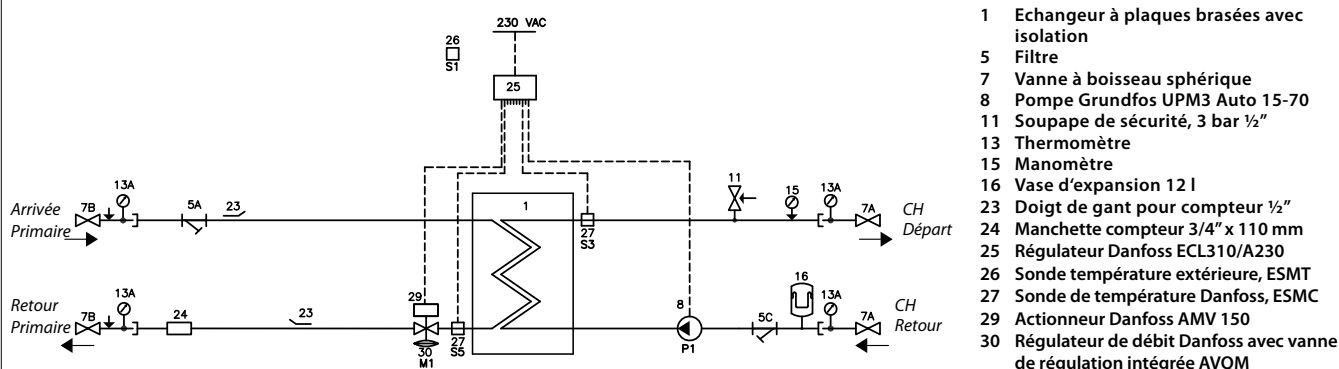 230 VAC
26
S1
25
13A
7B
Arrivée
Primaire
5A
23
1
27
S3
11
15
13A
7A
CH
Départ
13A
7B
Retour
Primaire
24
23
29
30
M1
27
S5
8
P1
5C
16
13A
7A
CH
Retour
1 Echangeur à plaques brasées avec
isolation
5 Filtre
7 Vanne à boisseau sphérique
8 Pompe Grundfos UPM3 Auto 15-70
11 Soupape de sécurité, 3 bar ½”
13 Thermomètre
15 Manomètre
16 Vase d‘expansion 12 l
23 Doigt de gant pour compteur ½”
24 Manchette compteur 3/4” x 110 mm
25 Régulateur Danfoss ECL310/A230
26 Sonde température extérieure, ESMT
27 Sonde de température Danfoss, ESMC
29 Actionneur Danfoss AMV 150
30 Régulateur de débit Danfoss avec vanne
de régulation intégrée AVQM